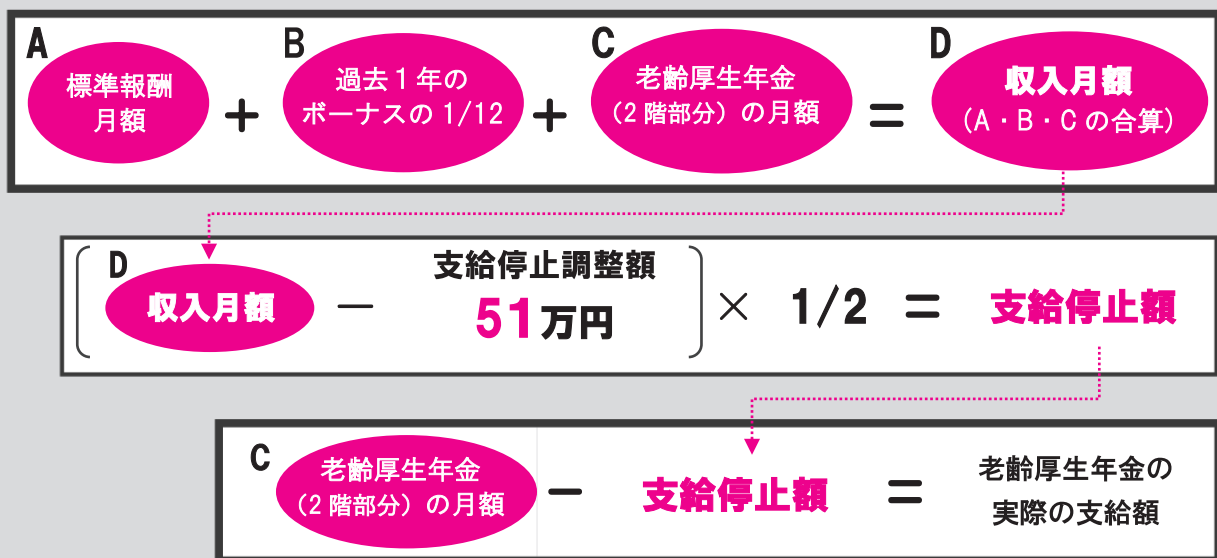 A
標準報酬
月額
+
B
過去1年の
ボーナスの1/12
+
C
老齢厚生年金
(2階部分)の月額
=
D
収入月額
(A・B・Cの合算)
D
収入月額
－
支給停止調整額
51万円
× 1/2 = 支給停止額
C
老齢厚生年金
(2階部分)の月額
－ 支給停止額 =
老齢厚生年金の
実際の支給額